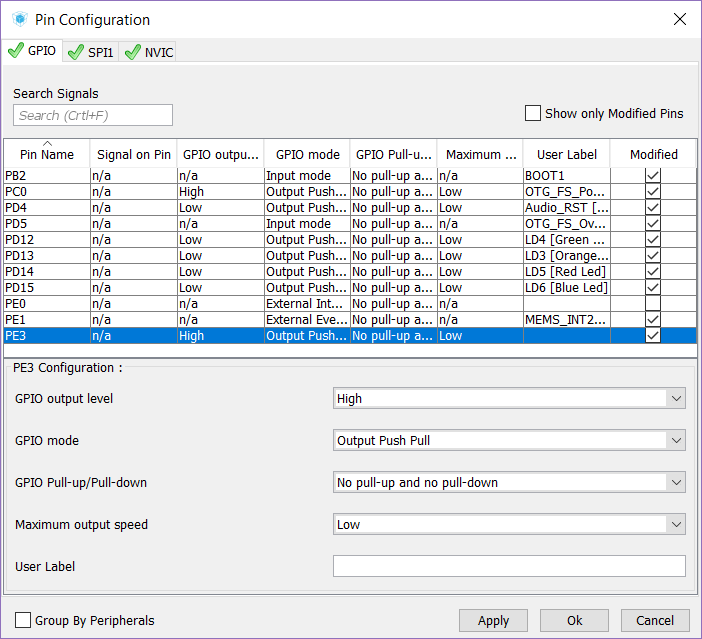 Pin Configuration
GPIO SPI1 NVIC
Search Signals
Search (Crtl+F)
Show only Modified Pins
Pin Name Signal on Pin GPIO outpu... GPIO mode GPIO Pull-u... Maximum ... User Label Modified
PB2 n/a n/a Input mode No pull-up a... n/a BOOT1
PC0 n/a High Output Push... No pull-up a... Low OTG_FS_Po...
PD4 n/a Low Output Push... No pull-up a... Low Audio_RST [...
PD5 n/a n/a Input mode No pull-up a... n/a OTG_FS_Ov...
PD12 n/a Low Output Push... No pull-up a... Low LD4 [Green ...
PD13 n/a Low Output Push... No pull-up a... Low LD3 [Orange...
PD14 n/a Low Output Push... No pull-up a... Low LD5 [Red Led]
PD15 n/a Low Output Push... No pull-up a... Low LD6 [Blue Led]
PE0 n/a n/a External Int... No pull-up a... n/a
PE1 n/a n/a External Eve... No pull-up a... n/a MEMS_INT2...
PE3 n/a High Output Push... No pull-up a... Low
PE3 Configuration :
GPIO output level High
GPIO mode Output Push Pull
GPIO Pull-up/Pull-down No pull-up and no pull-down
Maximum output speed Low
User Label
Group By Peripherals Apply Ok Cancel